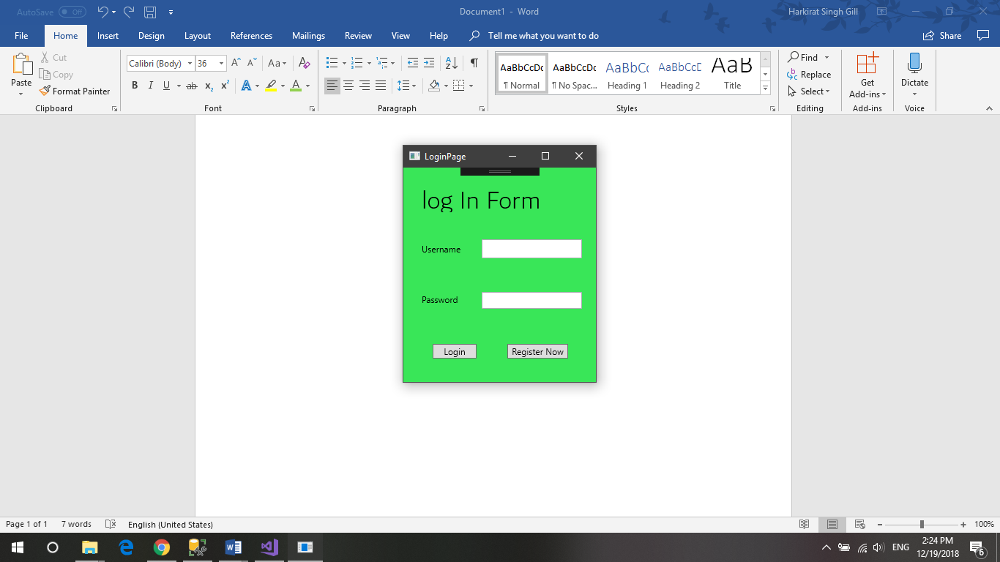 AutoSave Off Document1 - Word Harkirat Singh Gill
File Home Insert Design Layout References Mailings Review View Help Tell me what you want to do Share
Paste Cut Copy Format Painter
Calibri (Body) 36 Aa
B I U ab x2 x2 A A
AaBbCcDc AaBbCcDc AaBbCc AaBbCcD AaB
¶ Normal ¶ No Spac... Heading 1 Heading 2 Title
Find Replace Select
Get Add-ins
Dictate
Clipboard Font Paragraph Styles Editing Add-ins Voice
LoginPage
log In Form
Username
Password
Login Register Now
Page 1 of 1 7 words English (United States) 100%
ENG 2:24 PM
12/19/2018 6